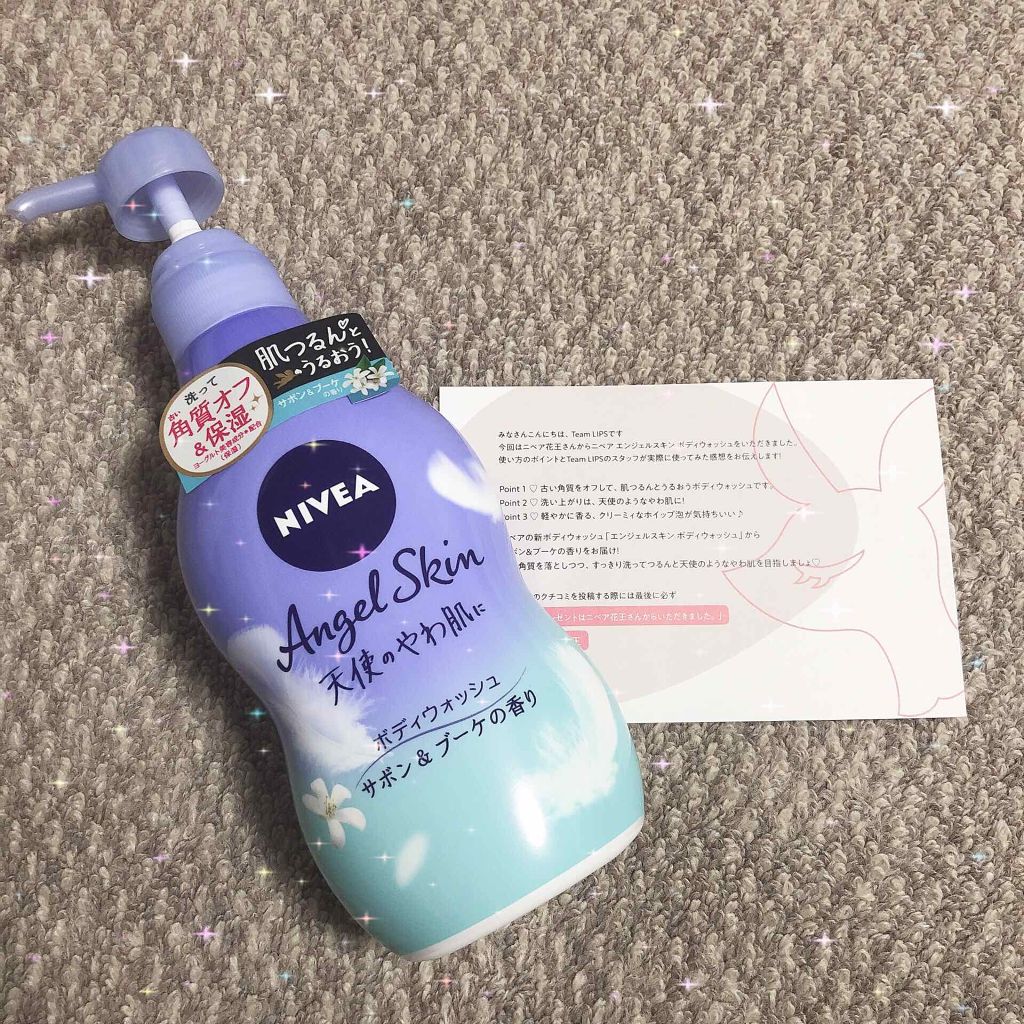 肌つるんと
うるおう!
サボン&ブーケ
の香り
洗って
古い
角質オフ
&保湿
ヨーグルト美容成分*配合
(保湿)
NIVEA
Angel Skin
天使のやわ肌に
ボディウォッシュ
サボン&ブーケの香り
みなさんこんにちは、Team LIPSです
今回はニベア花王さんからニベア エンジェルスキン ボディウォッシュをいただきました。
使い方のポイントとTeam LIPSのスタッフが実際に使ってみた感想をお伝えします!
Point 1 ♡ 古い角質をオフして、肌つるんとうるおうボディウォッシュです。
Point 2 ♡ 洗い上がりは、天使のようなやわ肌に!
Point 3 ♡ 軽やかに香る、クリーミィなホイップ泡が気持ちいい♪
ベアの新ボディウォッシュ「エンジェルスキン ボディウォッシュ」から
ボン&ブーケの香りをお届け!
角質を落としつつ、すっきり洗ってつるんと天使のようなやわ肌を目指しましょ♡
のクチコミを投稿する際には最後に必ず
ゼントはニベア花王さんからいただきました。」